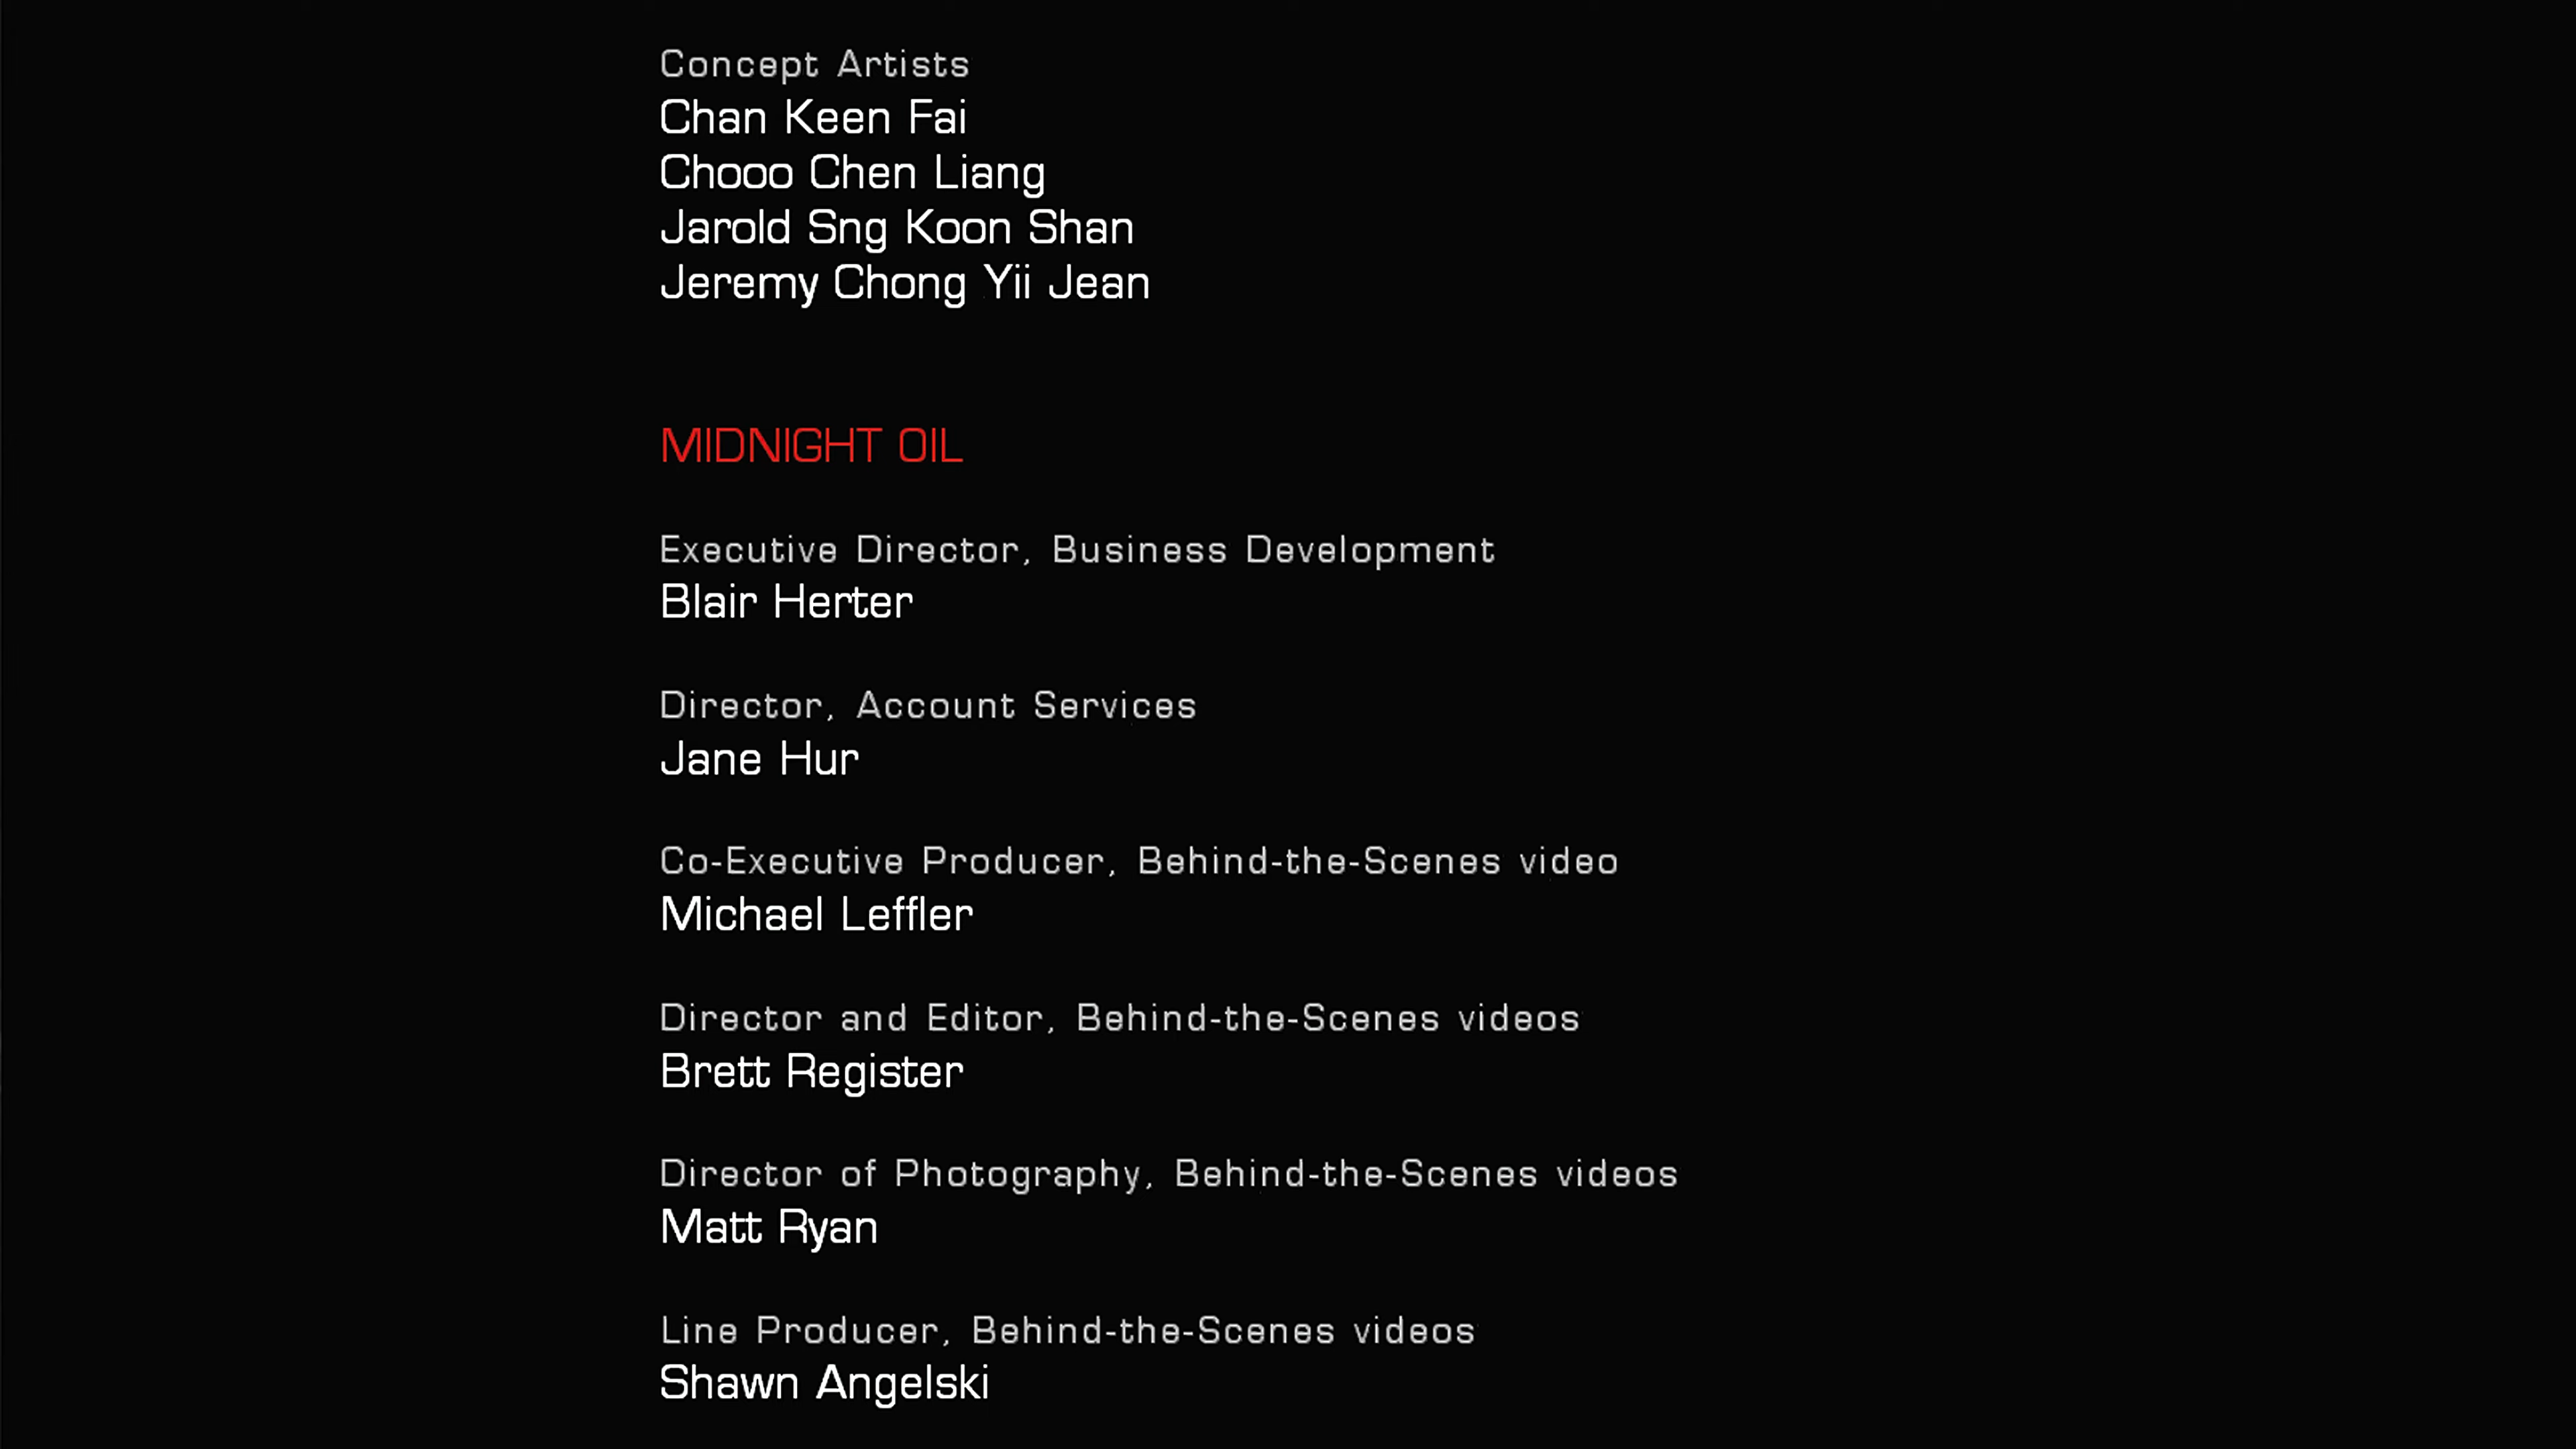 Concept Artists
Chan Keen Fai
Chooo Chen Liang
Jarold Sng Koon Shan
Jeremy Chong Yii Jean
MIDNIGHT OIL
Executive Director, Business Development
Blair Herter
Director, Account Services
Jane Hur
Co-Executive Producer, Behind-the-Scenes video
Michael Leffler
Director and Editor, Behind-the-Scenes videos
Brett Register
Director of Photography, Behind-the-Scenes videos
Matt Ryan
Line Producer, Behind-the-Scenes videos
Shawn Angelski